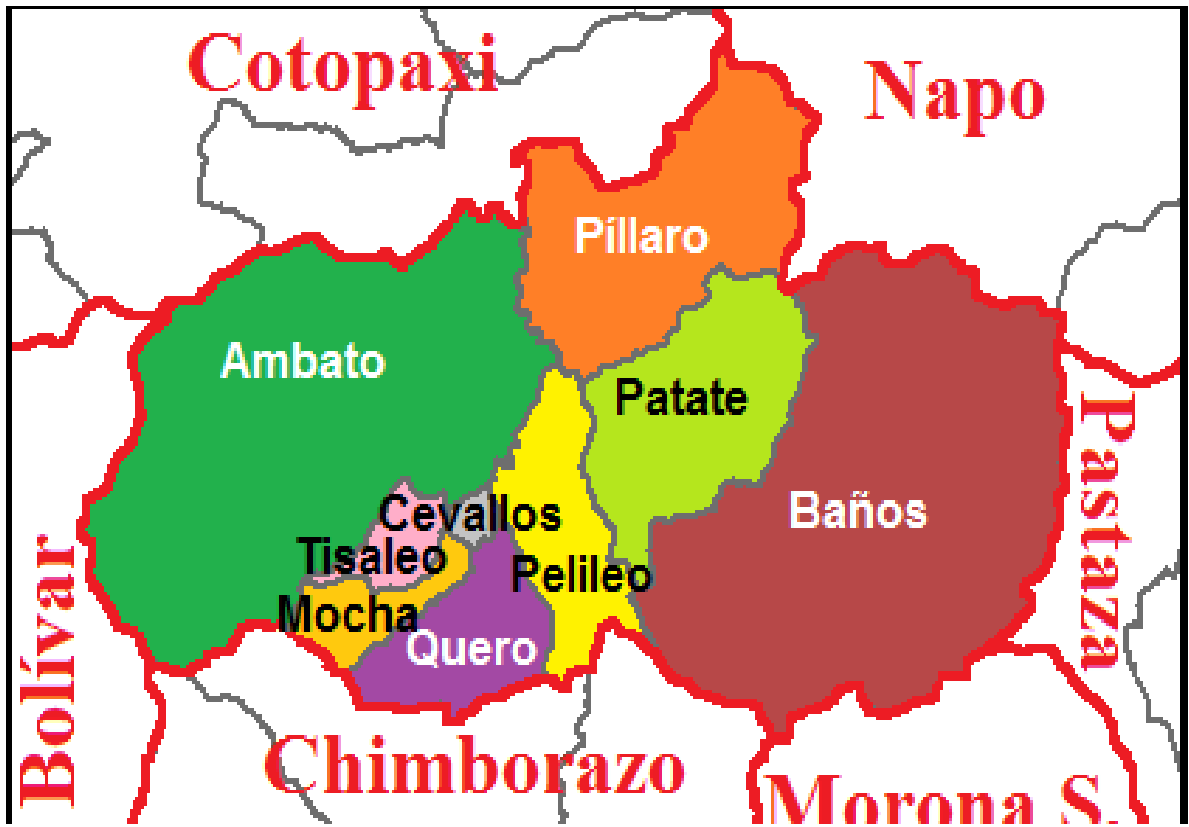 Cotopaxi
Napo
Píllaro
Ambato
Patate
Pastaza
Baños
Cevallos
Tisaleo
Pelileo
Mocha
Quero
Bolívar
Chimborazo
Morona S.